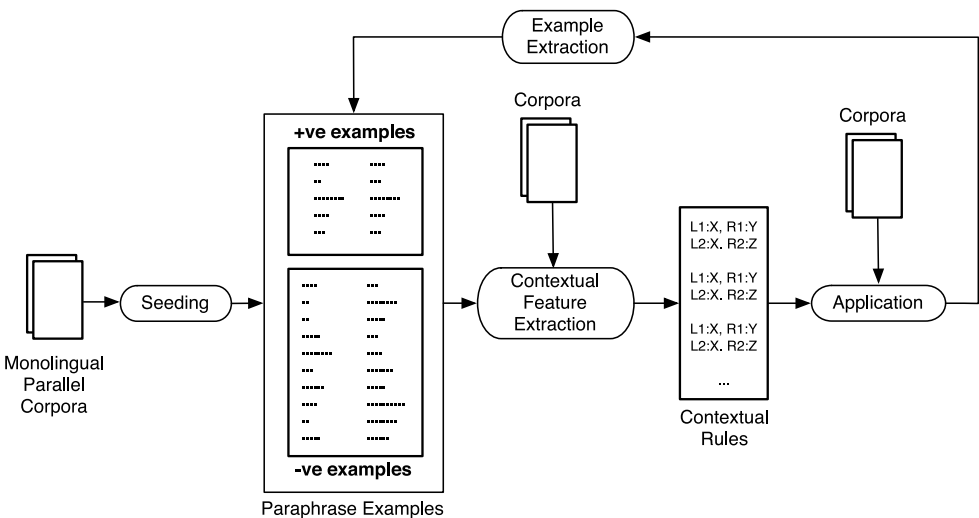 Example
Extraction
Corpora
Corpora
+ve examples
Monolingual
Parallel
Corpora
Seeding
-ve examples
Paraphrase Examples
Contextual
Feature
Extraction
L1:X, R1:Y
L2:X. R2:Z
L1:X, R1:Y
L2:X. R2:Z
L1:X, R1:Y
L2:X. R2:Z
...
Contextual
Rules
Application